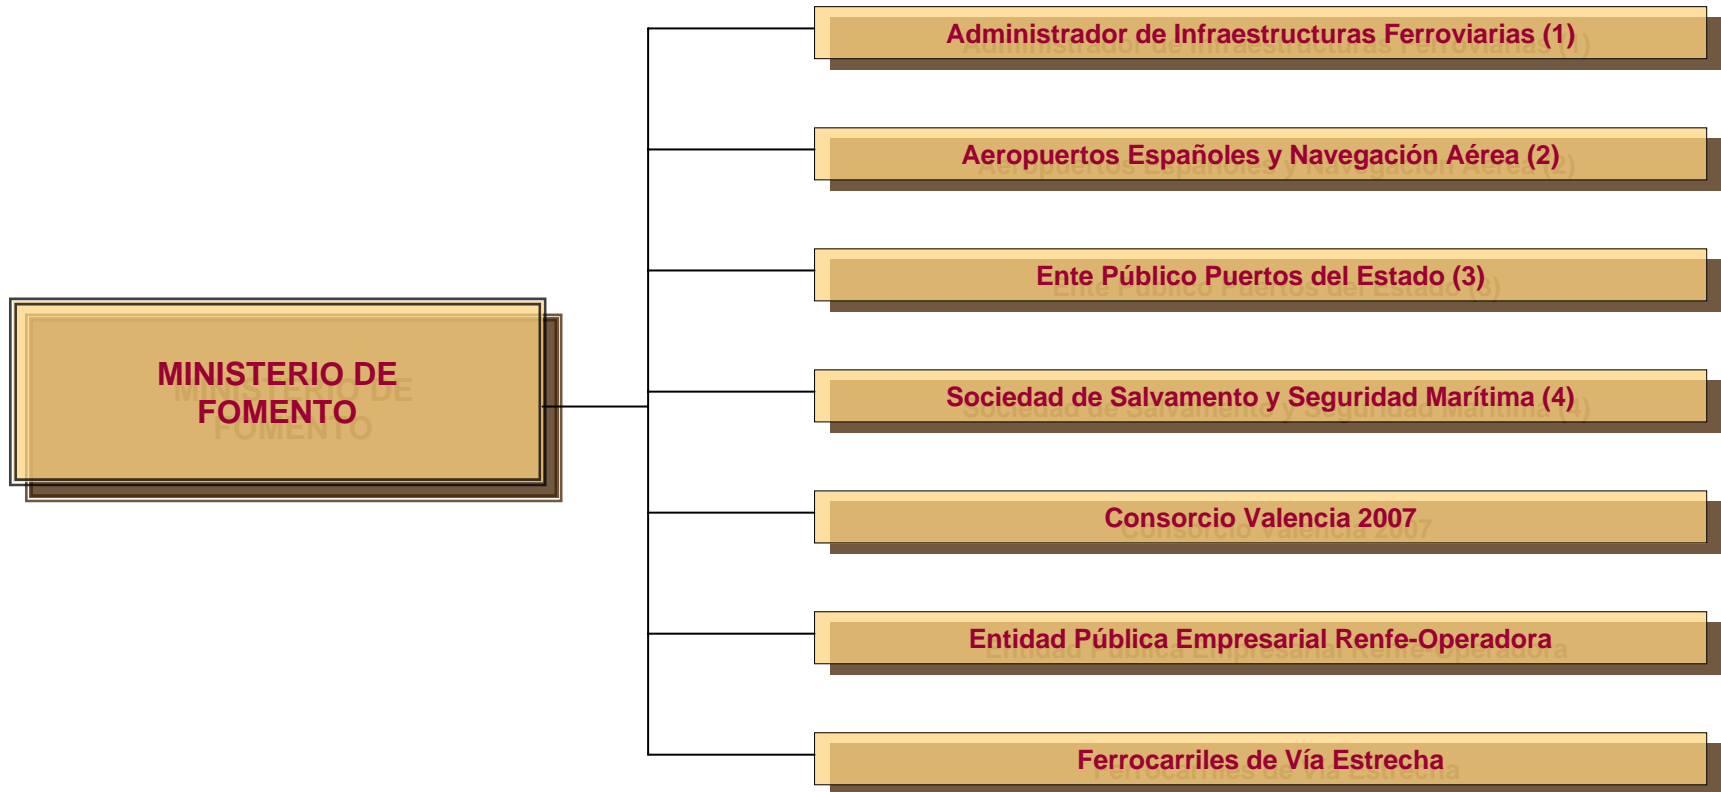 Administrador de Infraestructuras Ferroviarias (1)
Aeropuertos Españoles y Navegación Aérea (2)
Ente Público Puertos del Estado (3)
MINISTERIO DE
FOMENTO
Sociedad de Salvamento y Seguridad Marítima (4)
Consorcio Valencia 2007
Entidad Pública Empresarial Renfe-Operadora
Ferrocarriles de Vía Estrecha